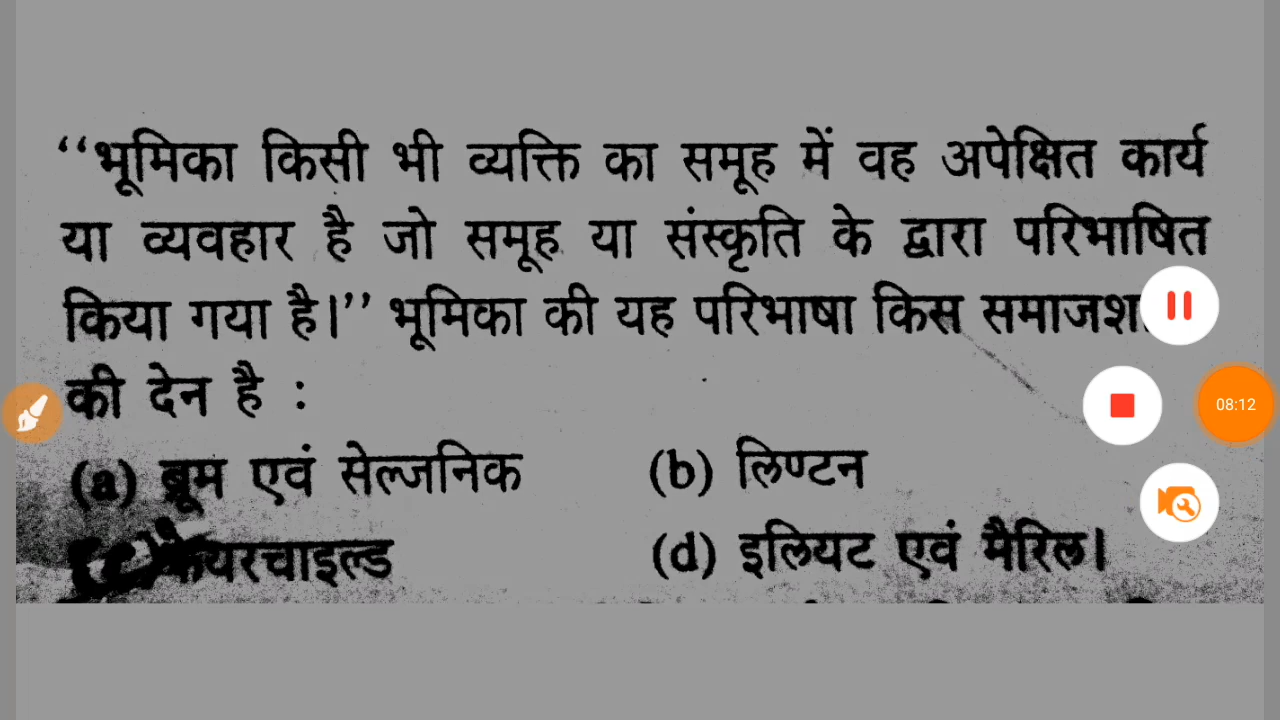 “भूमिका किसी भी व्यक्ति का समूह में वह अपेक्षित कार्य
या व्यवहार है जो समूह या संस्कृति के द्वारा परिभाषित
किया गया है।” भूमिका की यह परिभाषा किस
की देन है :
08:12
(a) ब्रूम एवं सेल्जनिक (b) लिण्टन
(c) फेयरचाइल्ड (d) इलियट एवं मैरिल।